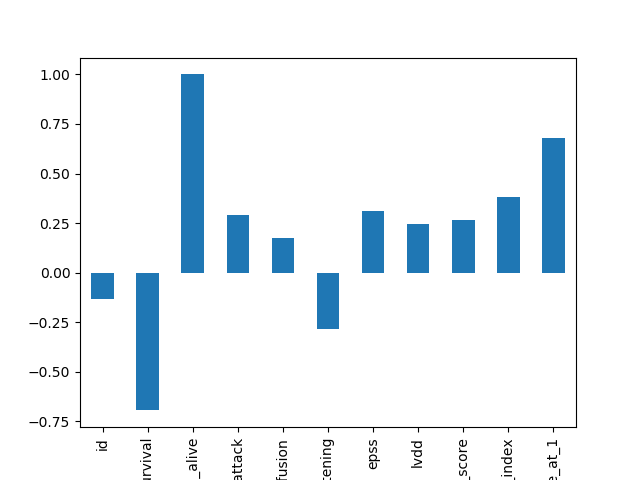 1.00
0.75
0.50
0.25
0.00
−0.25
−0.50
−0.75
id
urvival
_alive
attack
fusion
tening
epss
lvdd
_score
_index
e_at_1